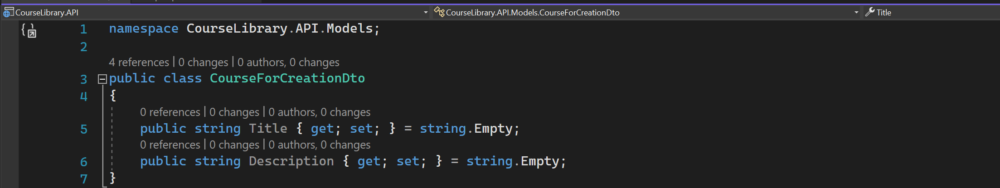 CourseLibrary.API CourseLibrary.API.Models.CourseForCreationDto Title
1 namespace CourseLibrary.API.Models;
2
4 references | 0 changes | 0 authors, 0 changes
3 public class CourseForCreationDto
4 {
0 references | 0 changes | 0 authors, 0 changes
5 public string Title { get; set; } = string.Empty;
0 references | 0 changes | 0 authors, 0 changes
6 public string Description { get; set; } = string.Empty;
7 }